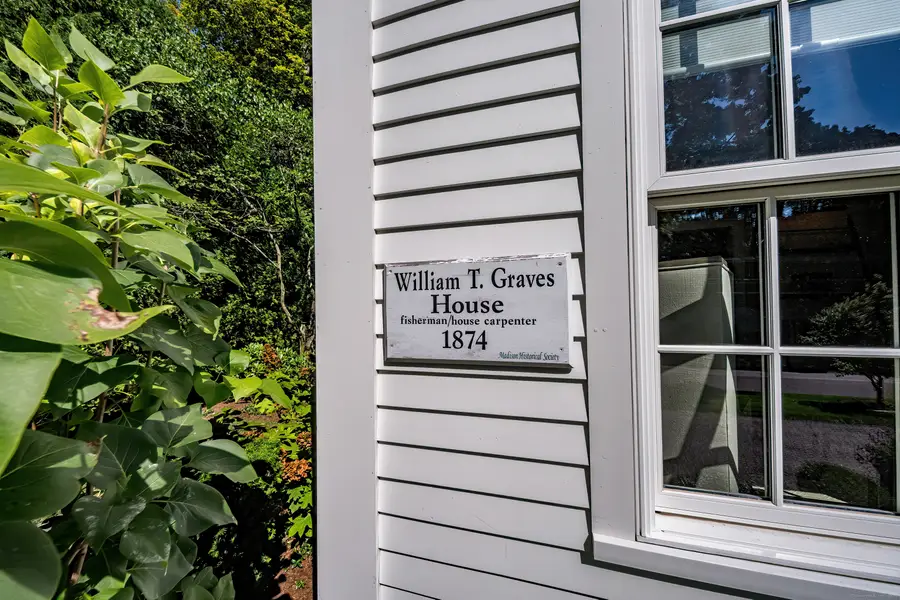 William T. Graves
House
fisherman/house carpenter
1874
Madison Historical Society